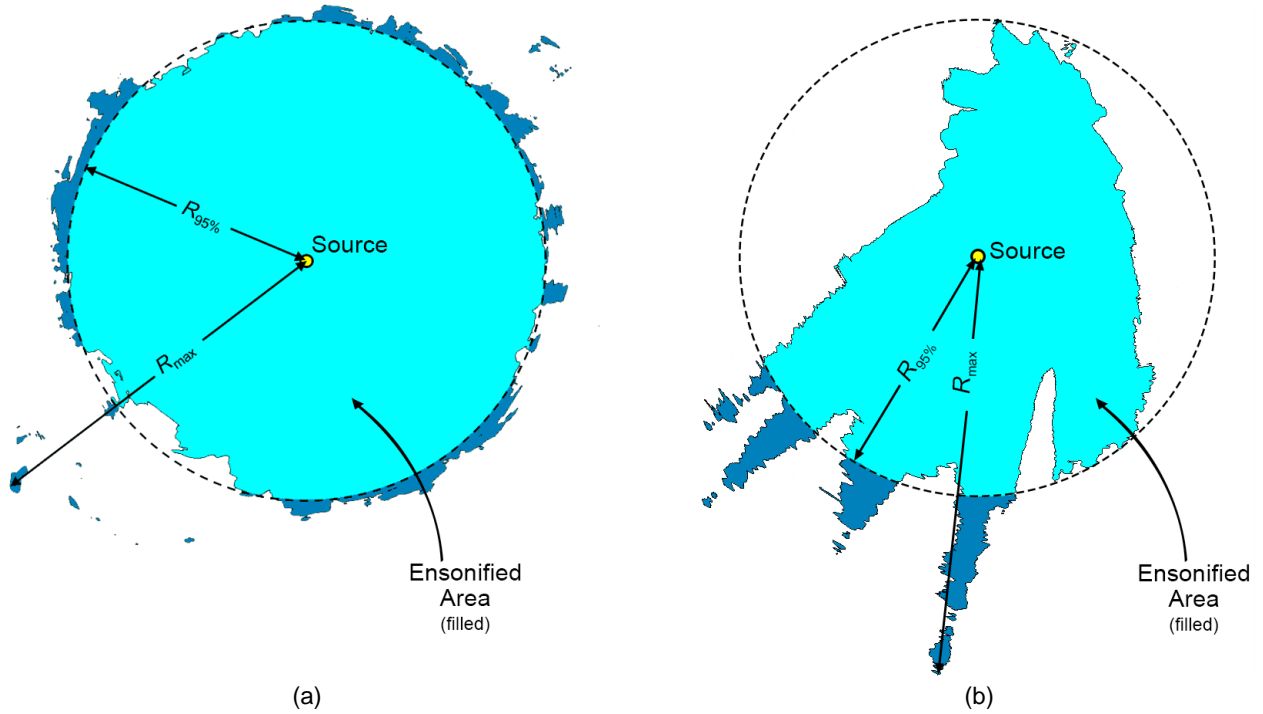 R95%
Source
Rmax
Ensonified
Area
(filled)
(a)
Source
R95%
Rmax
Ensonified
Area
(filled)
(b)